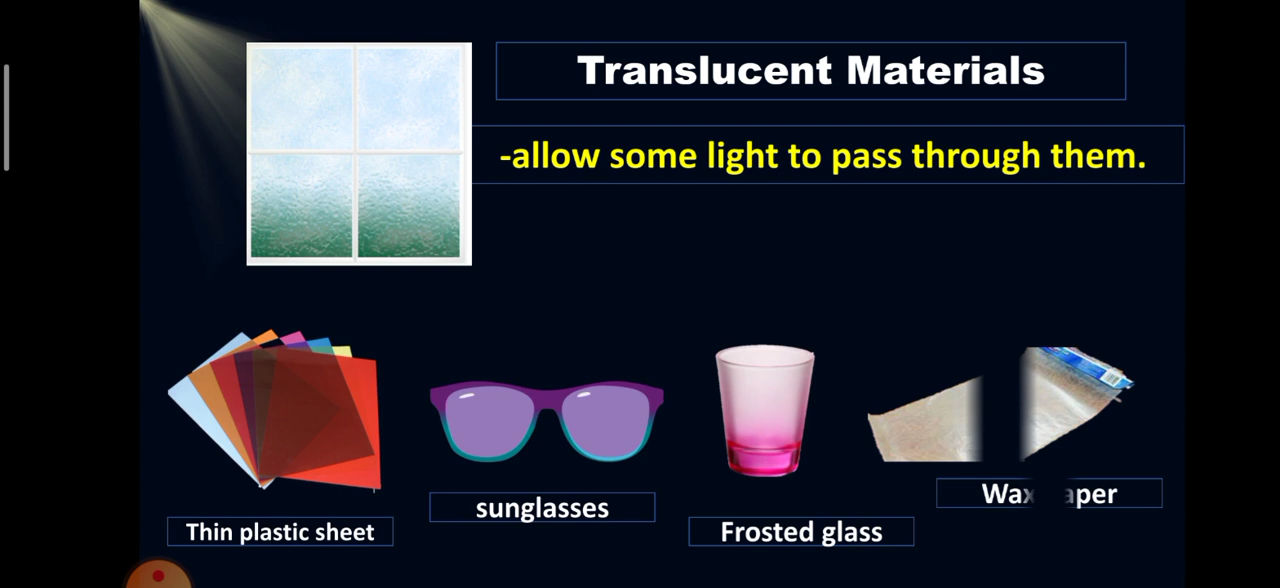 Translucent Materials
-allow some light to pass through them.
sunglasses
Wax
Thin plastic sheet
Frosted glass